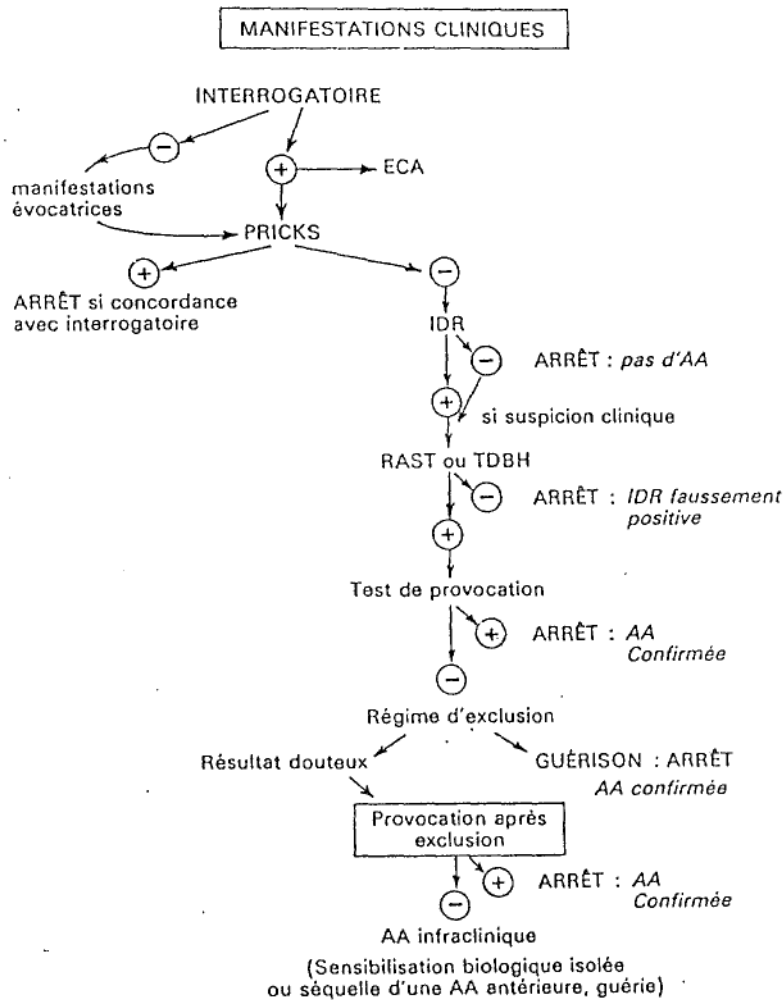 MANIFESTATIONS CLINIQUES
INTERROGATOIRE
−
+
ECA
manifestations
évocatrices
PRICKS
+
−
ARRÊT si concordance
avec interrogatoire
IDR
−
ARRÊT : pas d'AA
+
si suspicion clinique
RAST ou TDBH
−
ARRÊT : IDR faussement
positive
+
Test de provocation
+
ARRÊT : AA
Confirmée
−
Régime d'exclusion
Résultat douteux
GUÉRISON : ARRÊT
AA confirmée
Provocation après
exclusion
+
ARRÊT : AA
Confirmée
−
AA infraclinique
(Sensibilisation biologique isolée
ou séquelle d'une AA antérieure, guérie)